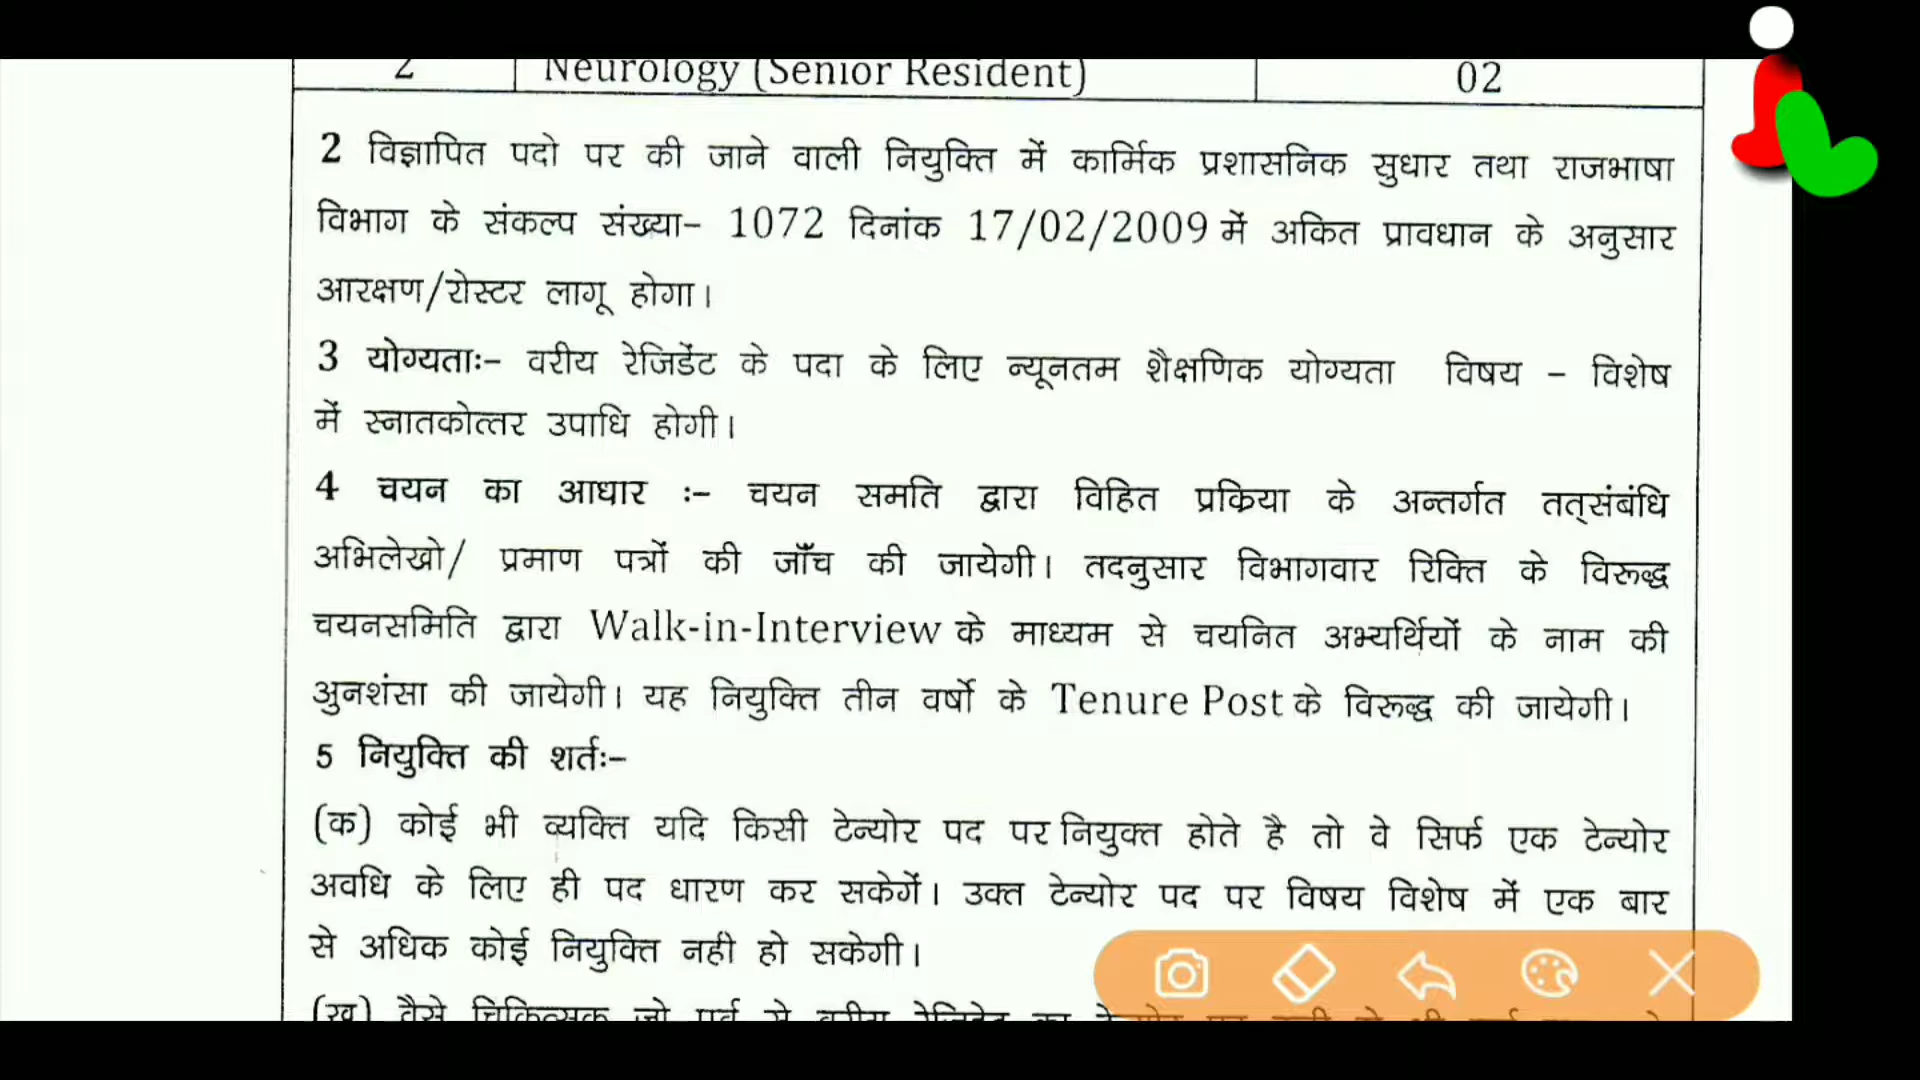 2 Neurology (Senior Resident) 02
2 विज्ञापित पदो पर की जाने वाली नियुक्ति में कार्मिक प्रशासनिक सुधार तथा राजभाषा
विभाग के संकल्प संख्या– 1072 दिनांक 17/02/2009 में अकित प्रावधान के अनुसार
आरक्षण/रोस्टर लागू होगा।
3 योग्यताः– वरीय रेजिडेंट के पदा के लिए न्यूनतम शैक्षणिक योग्यता विषय – विशेष
में स्नातकोत्तर उपाधि होगी।
4 चयन का आधार :– चयन समति द्वारा विहित प्रकिया के अन्तर्गत तत्संबंधि
अभिलेखो/ प्रमाण पत्रों की जाँच की जायेगी। तदनुसार विभागवार रिक्ति के विरूद्ध
चयनसमिति द्वारा Walk-in-Interview के माध्यम से चयनित अभ्यर्थियों के नाम की
अुनशंसा की जायेगी। यह नियुक्ति तीन वर्षो के Tenure Post के विरूद्ध की जायेगी।
5 नियुक्ति की शर्तः–
(क) कोई भी व्यक्ति यदि किसी टेन्योर पद पर नियुक्त होते है तो वे सिर्फ एक टेन्योर
अवधि के लिए ही पद धारण कर सकेगें। उक्त टेन्योर पद पर विषय विशेष में एक बार
से अधिक कोई नियुक्ति नही हो सकेगी।
(ख) वैसे चिकित्सक जो पूर्व से वरीय